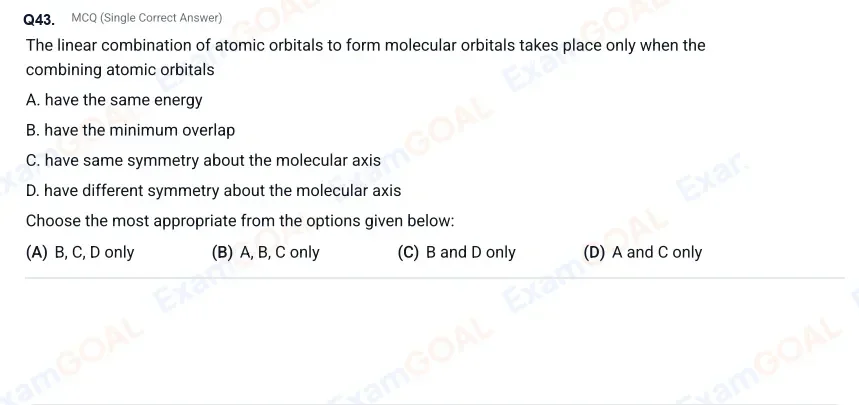 Q43. MCQ (Single Correct Answer)
The linear combination of atomic orbitals to form molecular orbitals takes place only when the
combining atomic orbitals
A. have the same energy
B. have the minimum overlap
C. have same symmetry about the molecular axis
D. have different symmetry about the molecular axis
Choose the most appropriate from the options given below:
(A) B, C, D only (B) A, B, C only (C) B and D only (D) A and C only